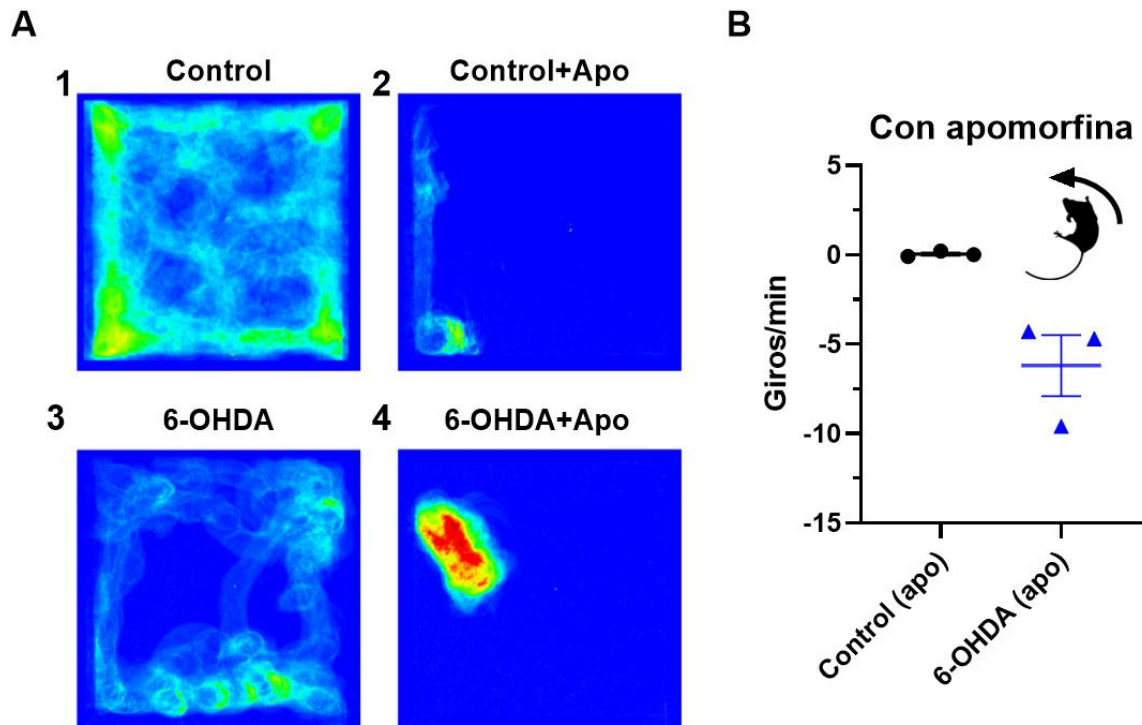 A
1 Control
2 Control+Apo
3 6-OHDA
4 6-OHDA+Apo
B
Con apomorfina
Giros/min
5
0
-5
-10
-15
Control (apo)
6-OHDA (apo)